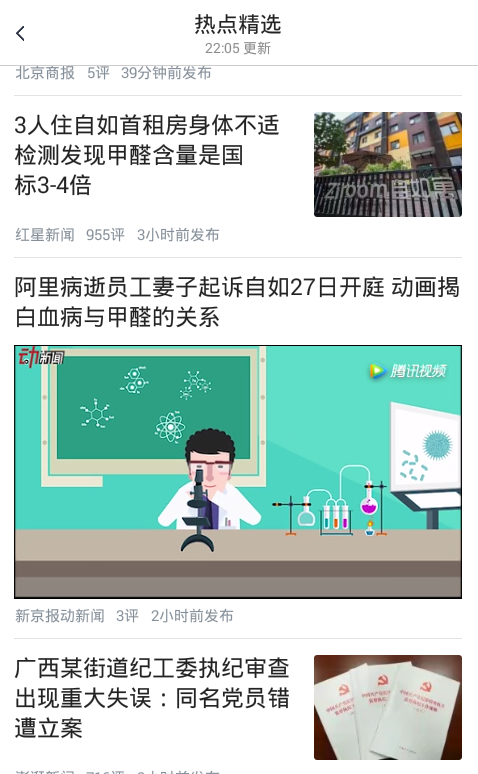 热点精选
22:05 更新
北京商报 5评 39分钟前发布
3人住自如首租房身体不适
检测发现甲醛含量是国
标3-4倍
ziroom自如寓
红星新闻 955评 3小时前发布
阿里病逝员工妻子起诉自如27日开庭 动画揭
白血病与甲醛的关系
动新闻
腾讯视频
新京报动新闻 3评 2小时前发布
广西某街道纪工委执纪审查
出现重大失误：同名党员错
遭立案